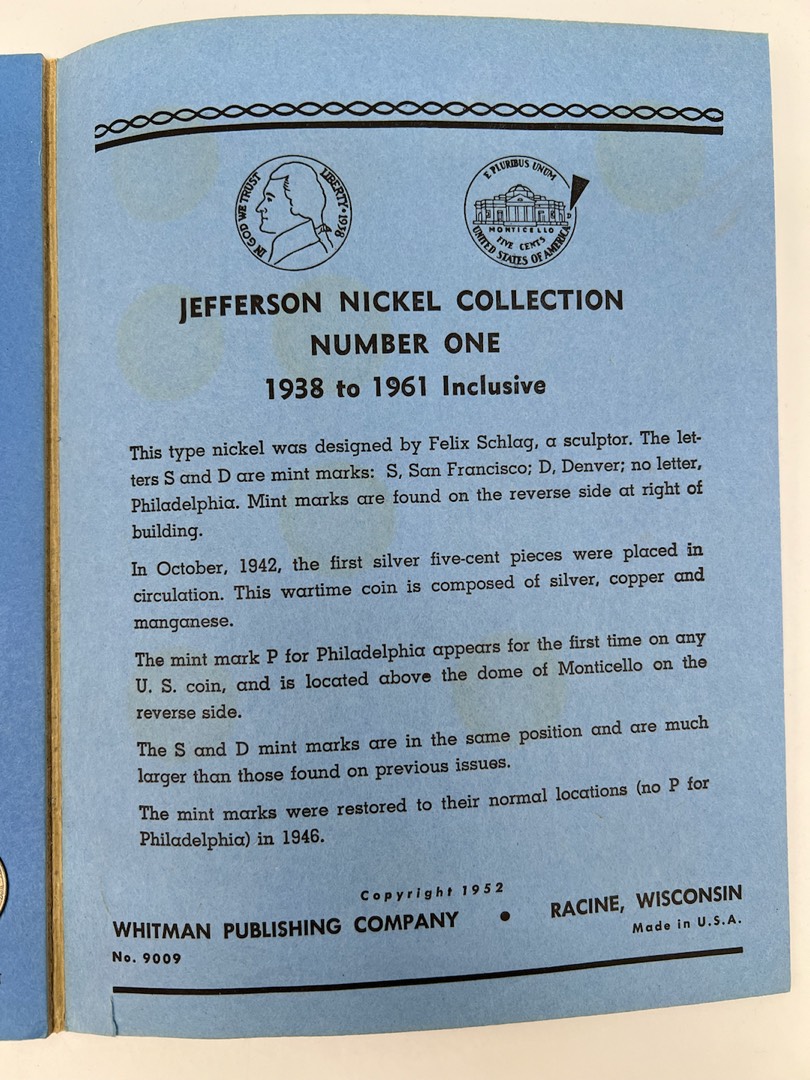 IN GOD WE TRUST LIBERTY • 1938
E PLURIBUS UNUM
D
MONTICELLO
FIVE CENTS
UNITED STATES OF AMERICA
JEFFERSON NICKEL COLLECTION
NUMBER ONE
1938 to 1961 Inclusive
This type nickel was designed by Felix Schlag, a sculptor. The let-
ters S and D are mint marks: S, San Francisco; D, Denver; no letter,
Philadelphia. Mint marks are found on the reverse side at right of
building.
In October, 1942, the first silver five-cent pieces were placed in
circulation. This wartime coin is composed of silver, copper and
manganese.
The mint mark P for Philadelphia appears for the first time on any
U. S. coin, and is located above the dome of Monticello on the
reverse side.
The S and D mint marks are in the same position and are much
larger than those found on previous issues.
The mint marks were restored to their normal locations (no P for
Philadelphia) in 1946.
Copyright 1952
WHITMAN PUBLISHING COMPANY • RACINE, WISCONSIN
No. 9009 Made in U.S.A.